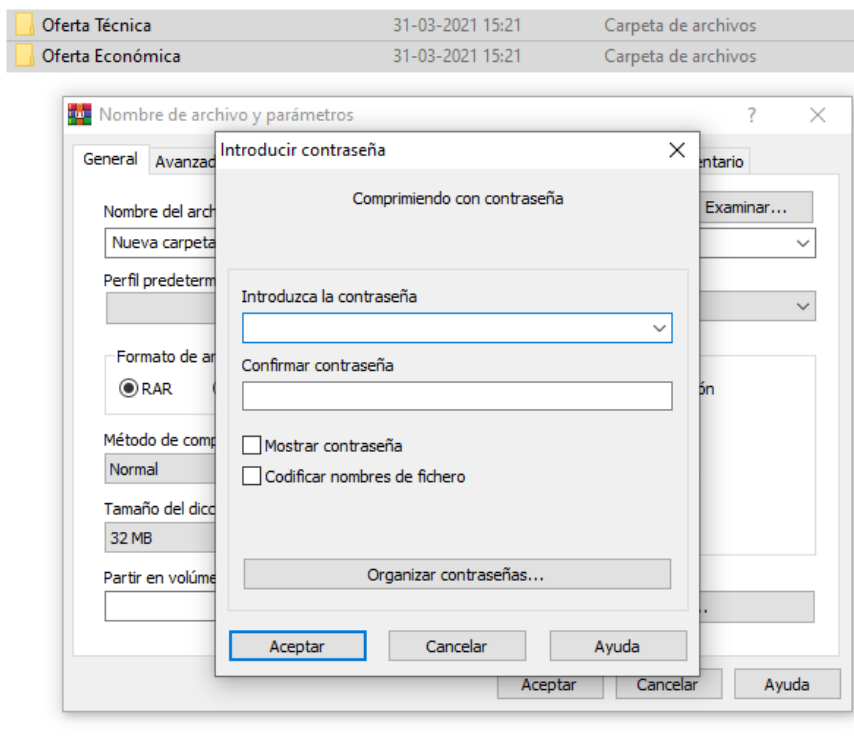 Oferta Técnica 31-03-2021 15:21 Carpeta de archivos
Oferta Económica 31-03-2021 15:21 Carpeta de archivos
Nombre de archivo y parámetros ?
General Avanzad entario
Introducir contraseña
Comprimiendo con contraseña
Nombre del arch Examinar...
Nueva carpeta
Perfil predeterm
Introduzca la contraseña
Formato de ar
Confirmar contraseña
RAR ón
Método de comp
Mostrar contraseña
Normal
Codificar nombres de fichero
Tamaño del dicc
32 MB
Partir en volúme
Organizar contraseñas...
Aceptar Cancelar Ayuda
Aceptar Cancelar Ayuda